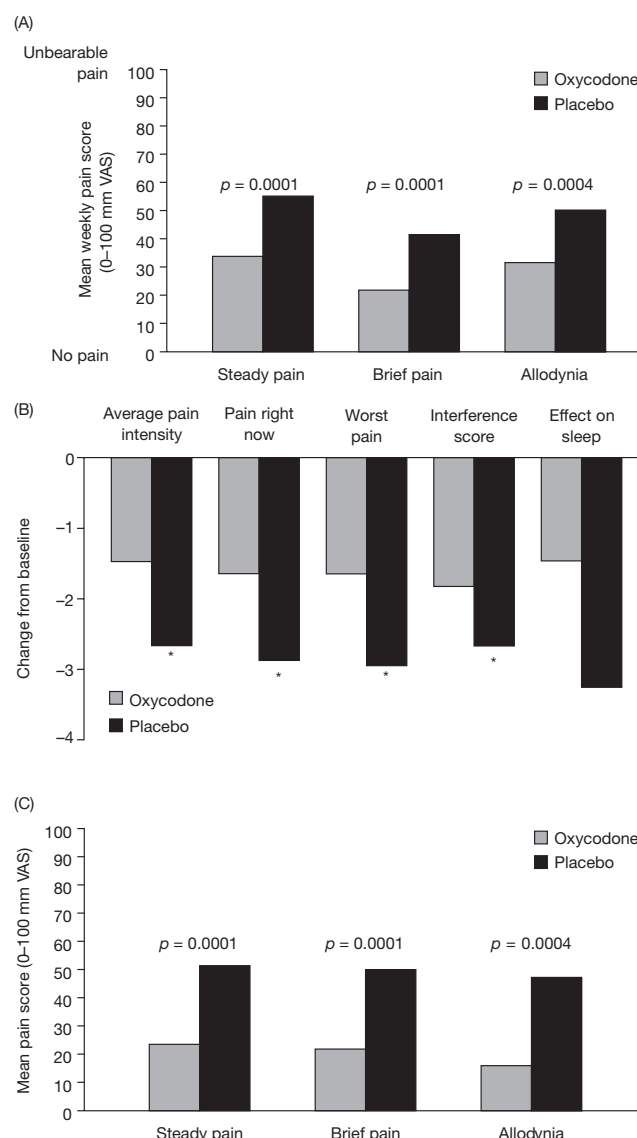 (A)
Unbearable
pain
Mean weekly pain score
(0–100 mm VAS)
100
90
80
70
60
50
40
30
20
10
0
No pain
Oxycodone
Placebo
p = 0.0001
p = 0.0001
p = 0.0004
Steady pain
Brief pain
Allodynia
(B)
Average pain
intensity
Pain right
now
Worst
pain
Interference
score
Effect on
sleep
Change from baseline
0
–1
–2
–3
–4
*
*
*
*
Oxycodone
Placebo
(C)
Mean pain score (0–100 mm VAS)
100
90
80
70
60
50
40
30
20
10
0
Oxycodone
Placebo
p = 0.0001
p = 0.0001
p = 0.0004
Steady pain
Brief pain
Allodynia